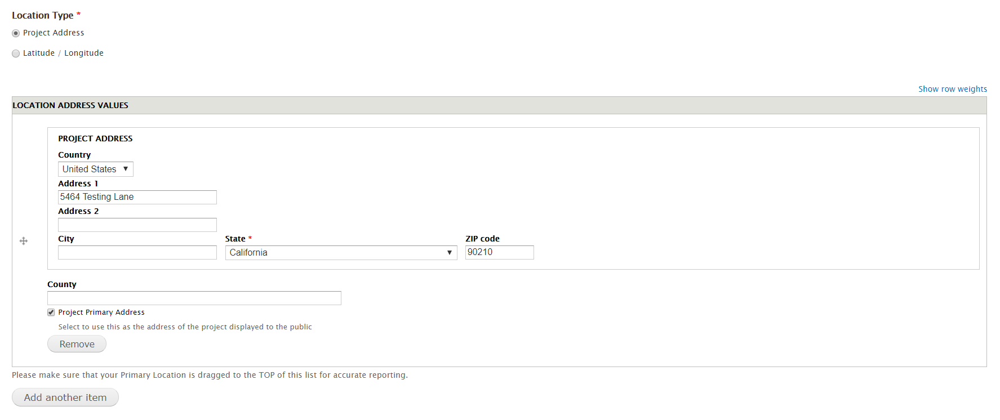 Location Type *
Project Address
Latitude / Longitude
Show row weights
LOCATION ADDRESS VALUES
PROJECT ADDRESS
Country
United States ▼
Address 1
5464 Testing Lane
Address 2
City State * ZIP code
California ▼ 90210
County
Project Primary Address
Select to use this as the address of the project displayed to the public
Remove
Please make sure that your Primary Location is dragged to the TOP of this list for accurate reporting.
Add another item